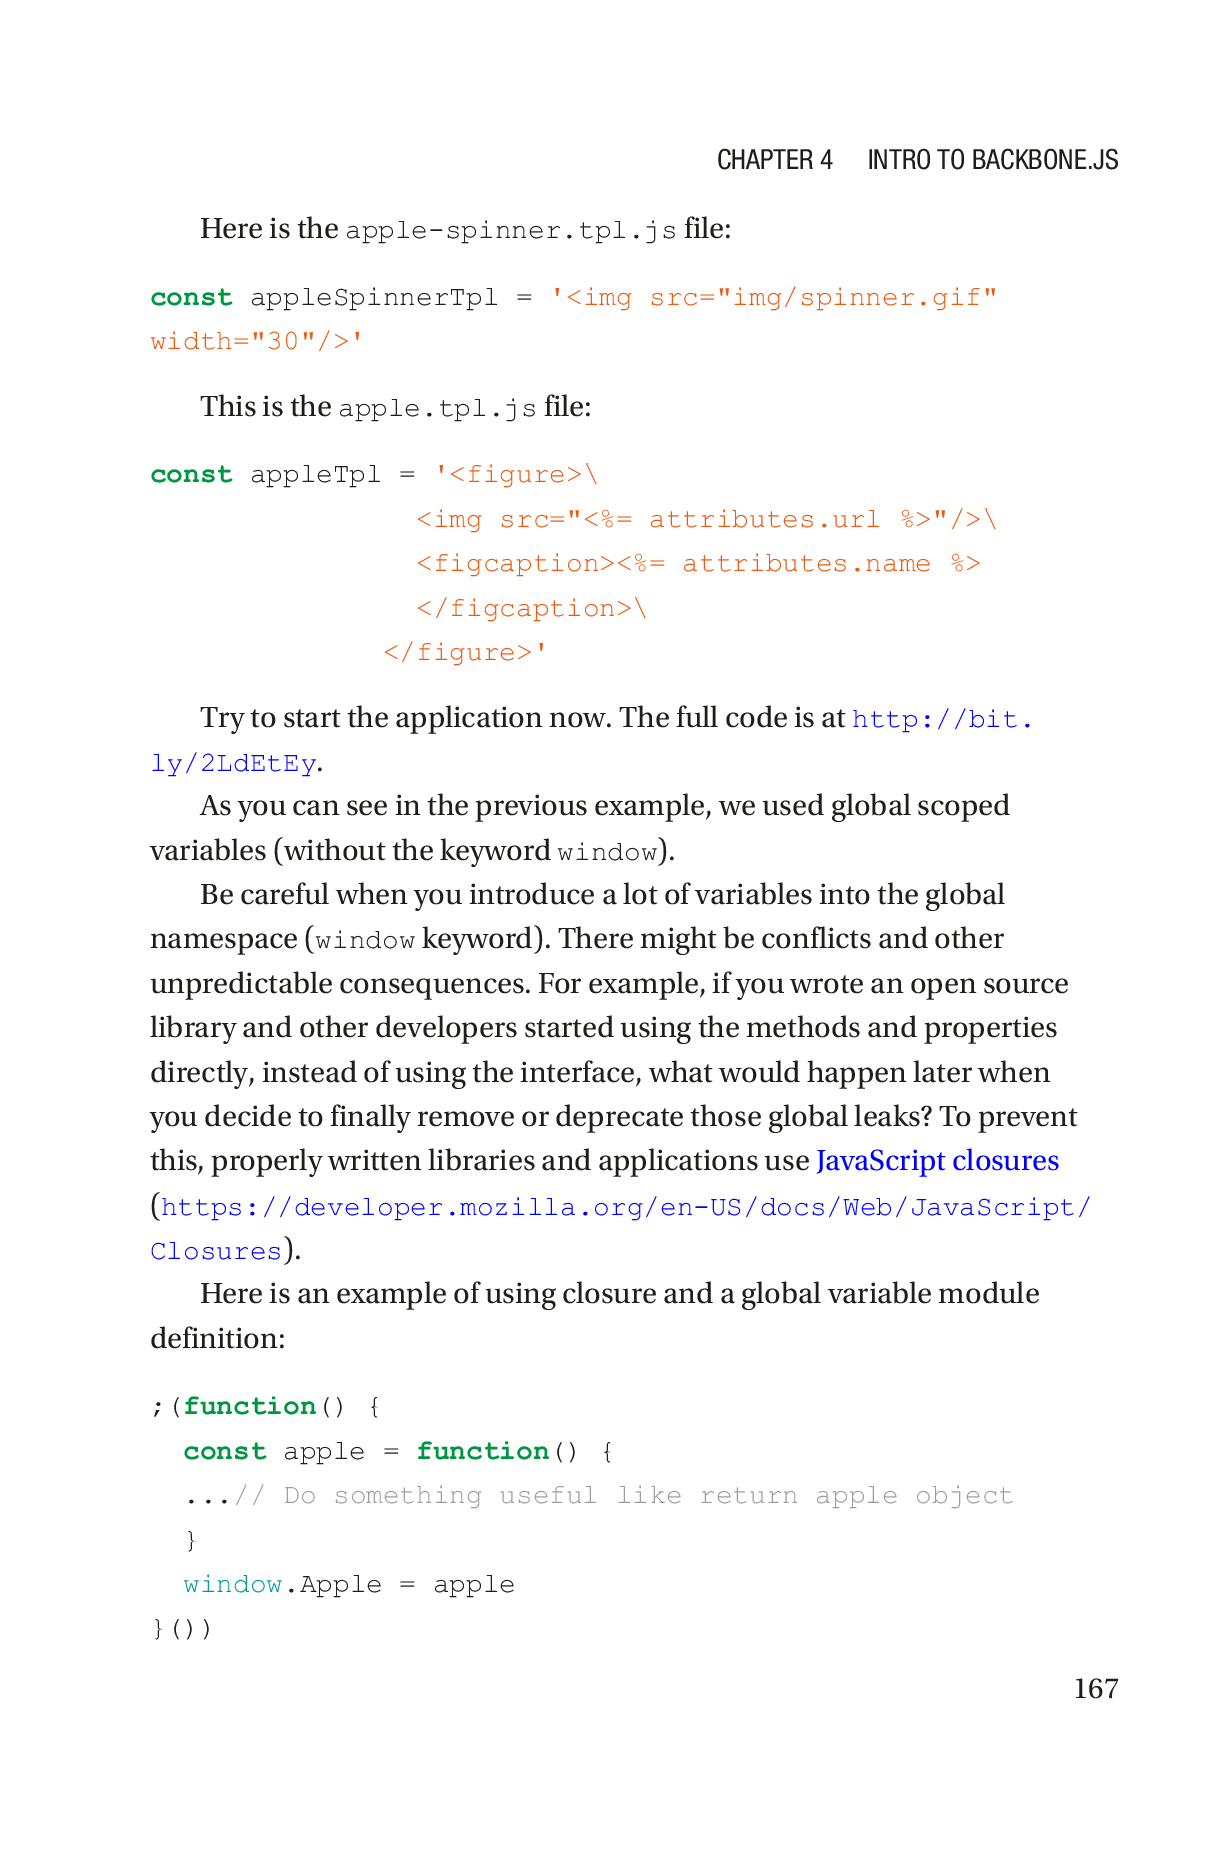 CHAPTER 4 INTRO TO BACKBONE.JS
Here is the apple-spinner.tpl.js file:
const appleSpinnerTpl = '<img src="img/spinner.gif"
width="30"/>'
This is the apple.tpl.js file:
const appleTpl = '<figure>\
                <img src="<%= attributes.url %>"/>\
                <figcaption><%= attributes.name %>
                </figcaption>\
              </figure>'
Try to start the application now. The full code is at http://bit.
ly/2LdEtEy.
As you can see in the previous example, we used global scoped
variables (without the keyword window).
Be careful when you introduce a lot of variables into the global
namespace (window keyword). There might be conflicts and other
unpredictable consequences. For example, if you wrote an open source
library and other developers started using the methods and properties
directly, instead of using the interface, what would happen later when
you decide to finally remove or deprecate those global leaks? To prevent
this, properly written libraries and applications use JavaScript closures
(https://developer.mozilla.org/en-US/docs/Web/JavaScript/
Closures).
Here is an example of using closure and a global variable module
definition:
;(function() {
  const apple = function() {
  ...// Do something useful like return apple object
  }
  window.Apple = apple
}())
167